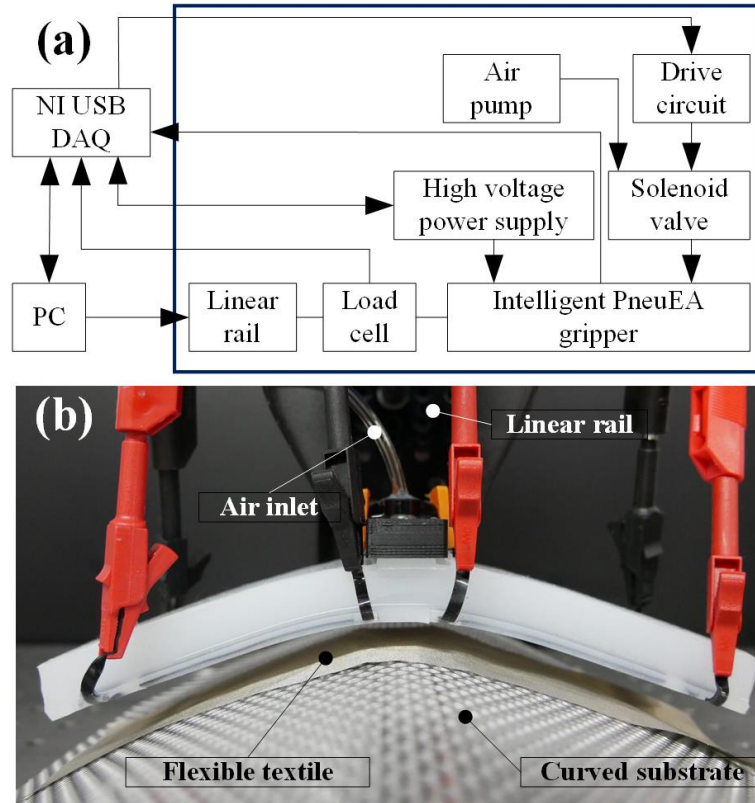 (a)
Air
pump
Drive
circuit
NI USB
DAQ
High voltage
power supply
Solenoid
valve
PC
Linear
rail
Load
cell
Intelligent PneuEA
gripper
(b)
Linear rail
Air inlet
Flexible textile
Curved substrate